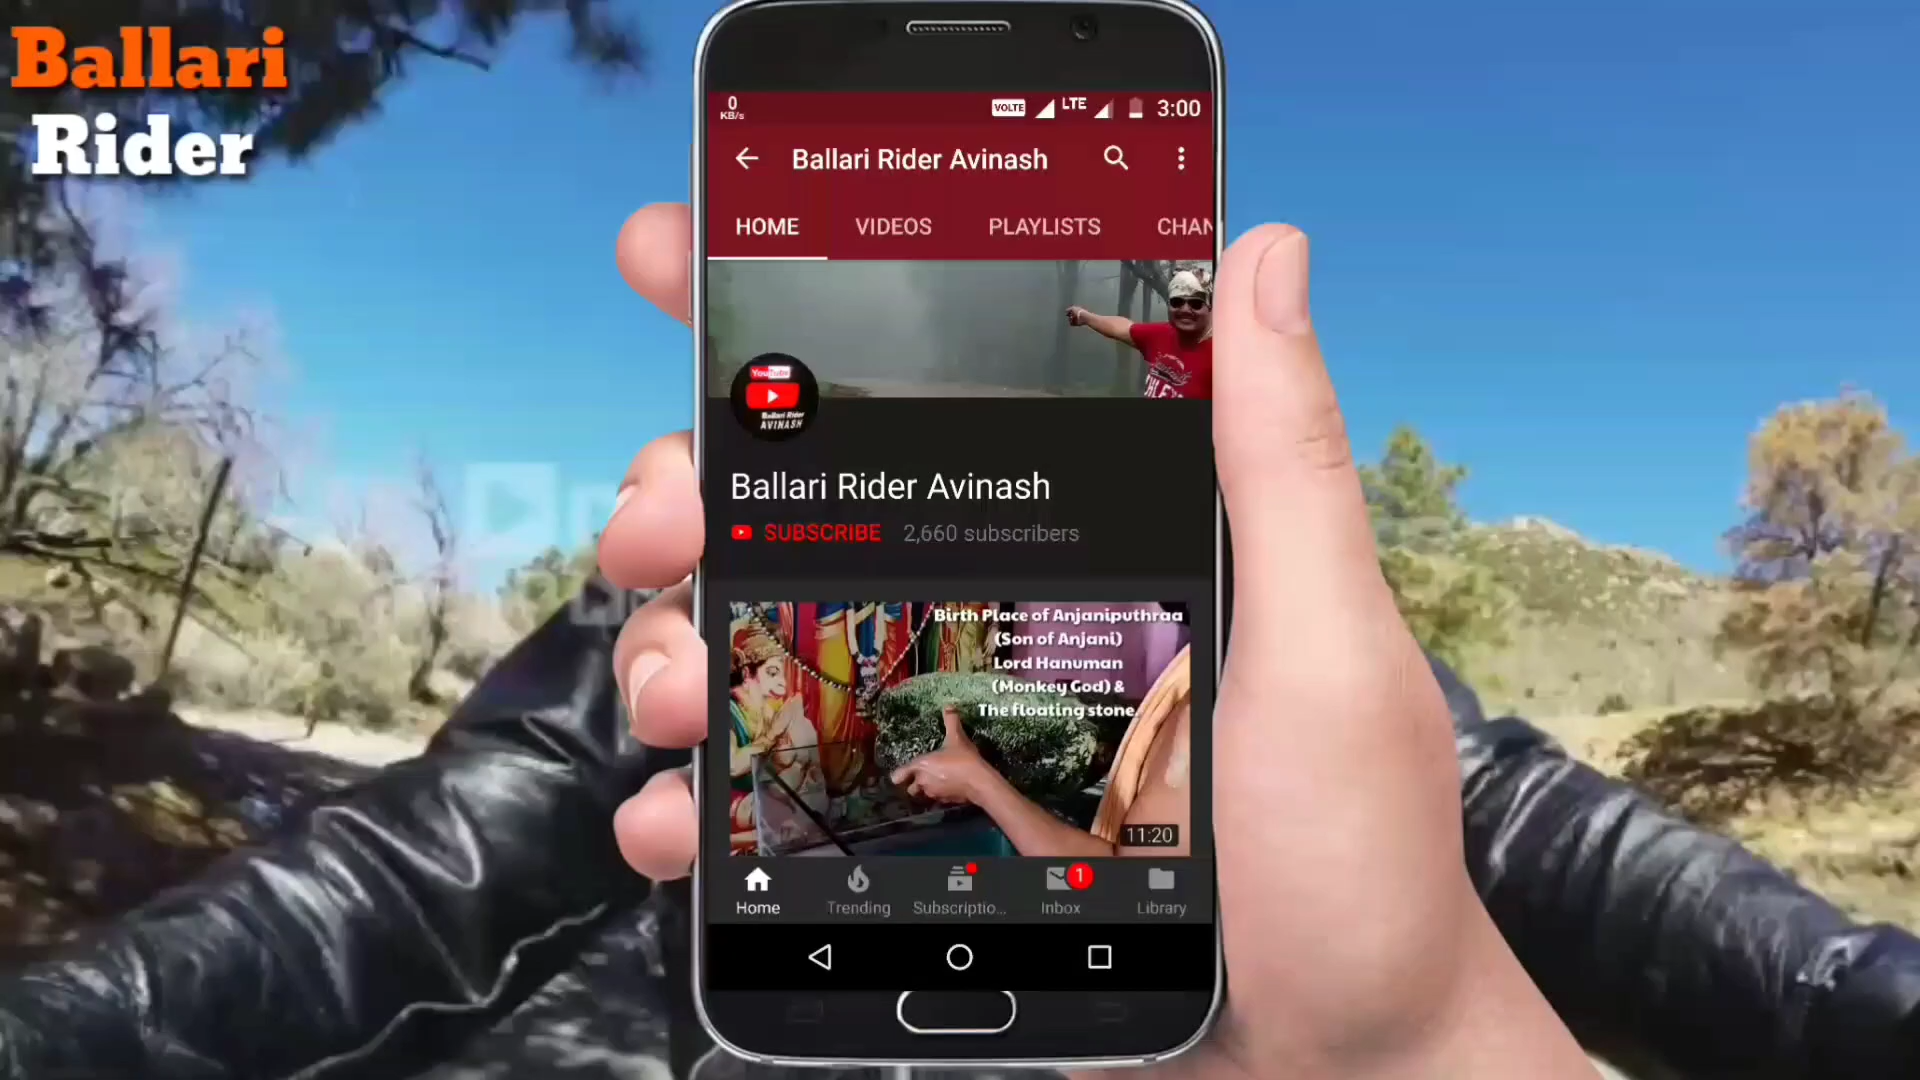 Ballari
Rider
0
KB/s
VOLTE
LTE
3:00
Ballari Rider Avinash
HOME
VIDEOS
PLAYLISTS
CHAN
YouTube
Ballari Rider
AVINASH
Ballari Rider Avinash
SUBSCRIBE
2,660 subscribers
Birth Place of Anjaniputhraa
(Son of Anjani)
Lord Hanuman
(Monkey God) &
The floating stone.
11:20
1
Home
Trending
Subscriptio...
Inbox
Library